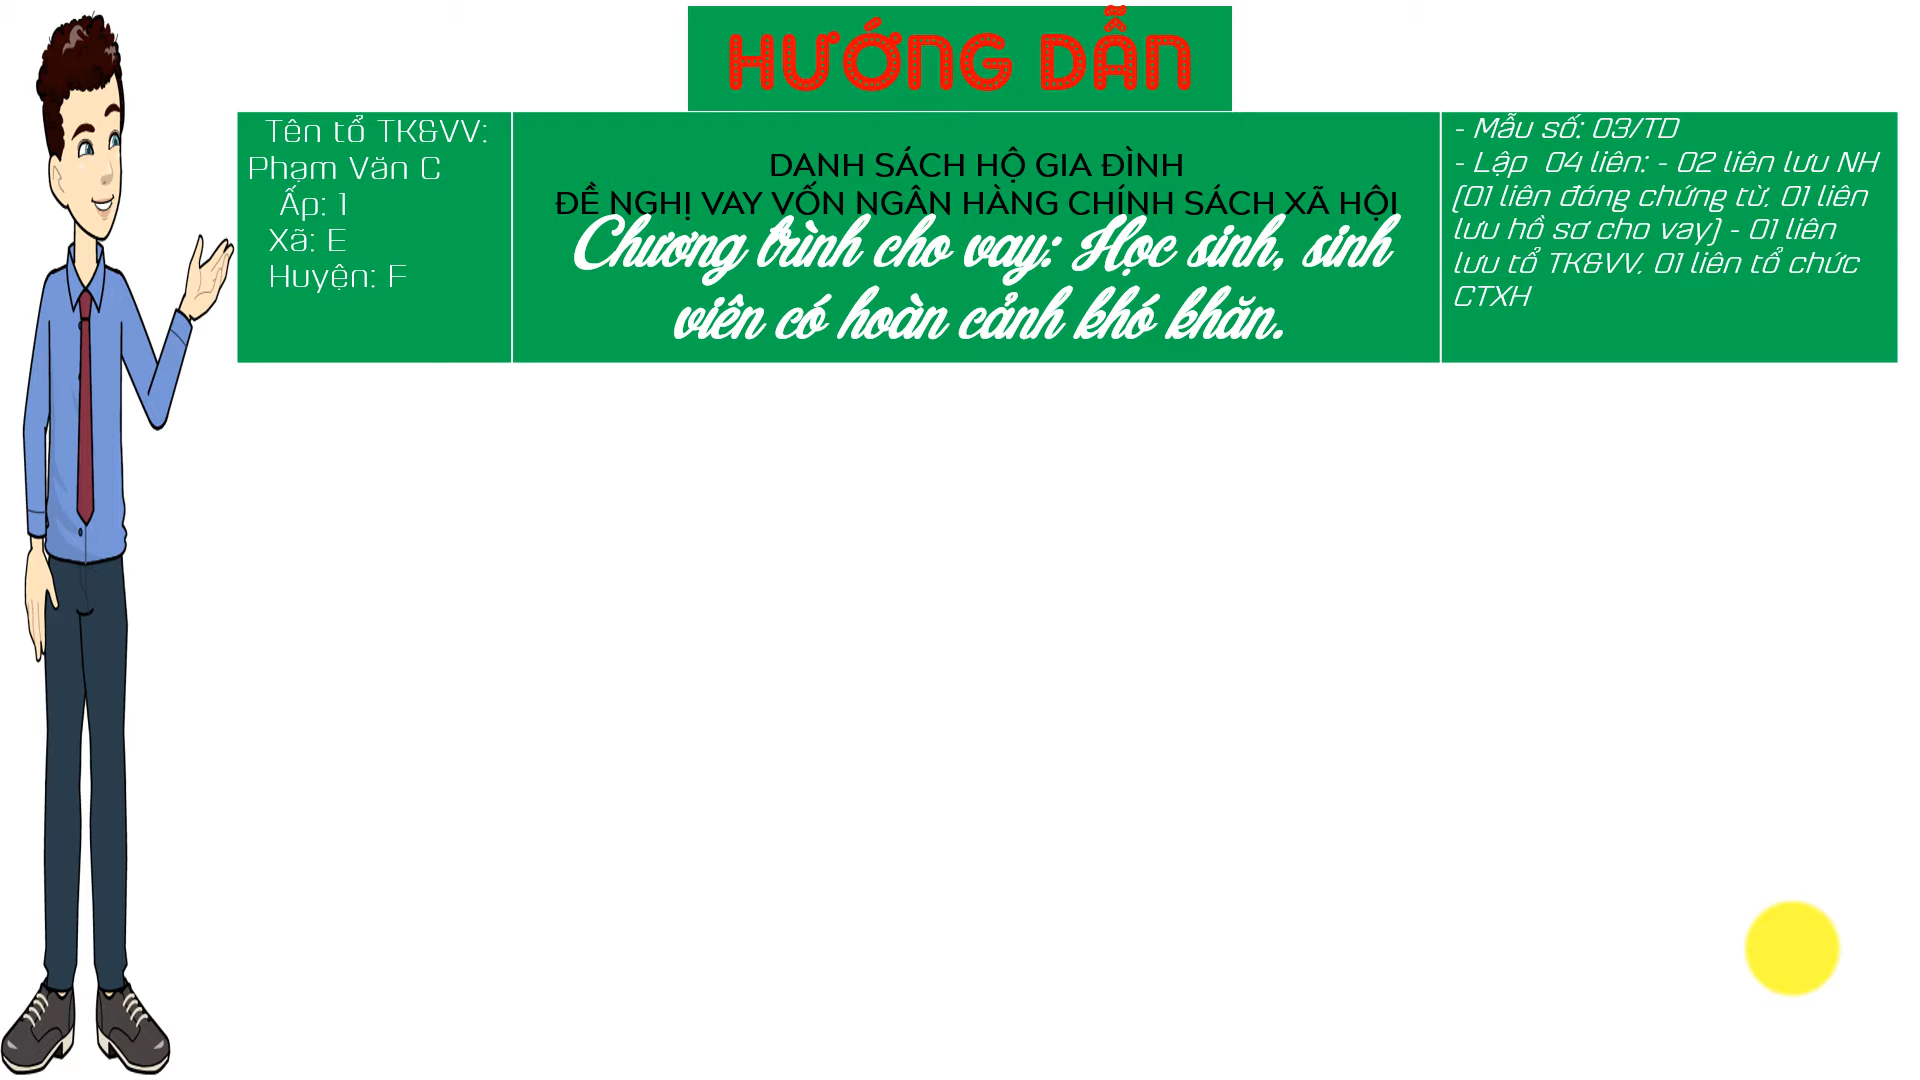 HƯỚNG DẪN
Tên tổ TK&VV:
Phạm Văn C
Ấp: 1
Xã: E
Huyện: F
DANH SÁCH HỘ GIA ĐÌNH
ĐỀ NGHỊ VAY VỐN NGÂN HÀNG CHÍNH SÁCH XÃ HỘI
Chương trình cho vay: Học sinh, sinh
viên có hoàn cảnh khó khăn.
- Mẫu số: 03/TD
- Lập 04 liên: - 02 liên lưu NH
(01 liên đóng chứng từ, 01 liên
lưu hồ sơ cho vay) - 01 liên
lưu tổ TK&VV, 01 liên tổ chức
CTXH